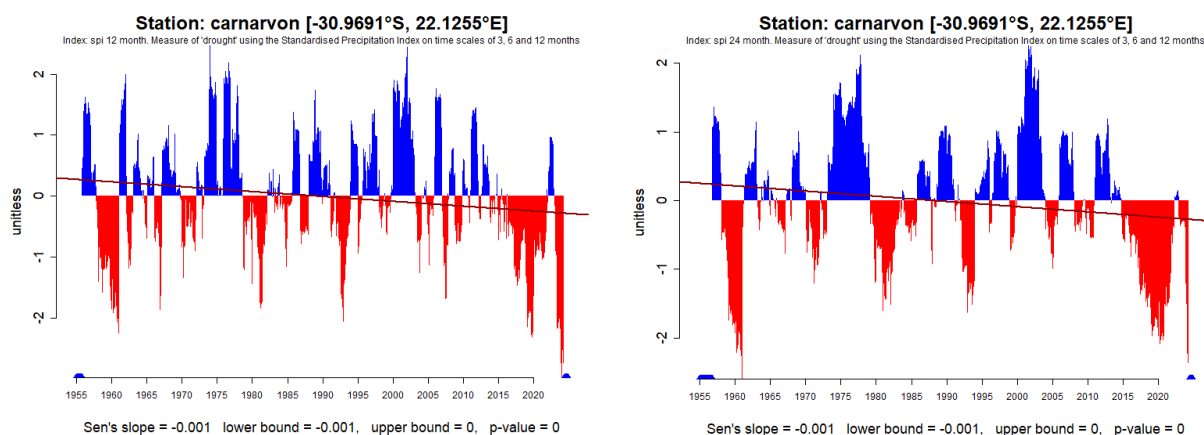 Station: carnarvon [-30.9691°S, 22.1255°E]
Index: spi 12 month. Measure of 'drought' using the Standardised Precipitation Index on time scales of 3, 6 and 12 months
2
1
0
-1
-2
unitless
1955 1960 1965 1970 1975 1980 1985 1990 1995 2000 2005 2010 2015 2020
Sen's slope = -0.001 lower bound = -0.001, upper bound = 0, p-value = 0
Station: carnarvon [-30.9691°S, 22.1255°E]
Index: spi 24 month. Measure of 'drought' using the Standardised Precipitation Index on time scales of 3, 6 and 12 months
2
1
0
-1
-2
unitless
1955 1960 1965 1970 1975 1980 1985 1990 1995 2000 2005 2010 2015 2020
Sen's slope = -0.001 lower bound = -0.001, upper bound = 0, p-value = 0